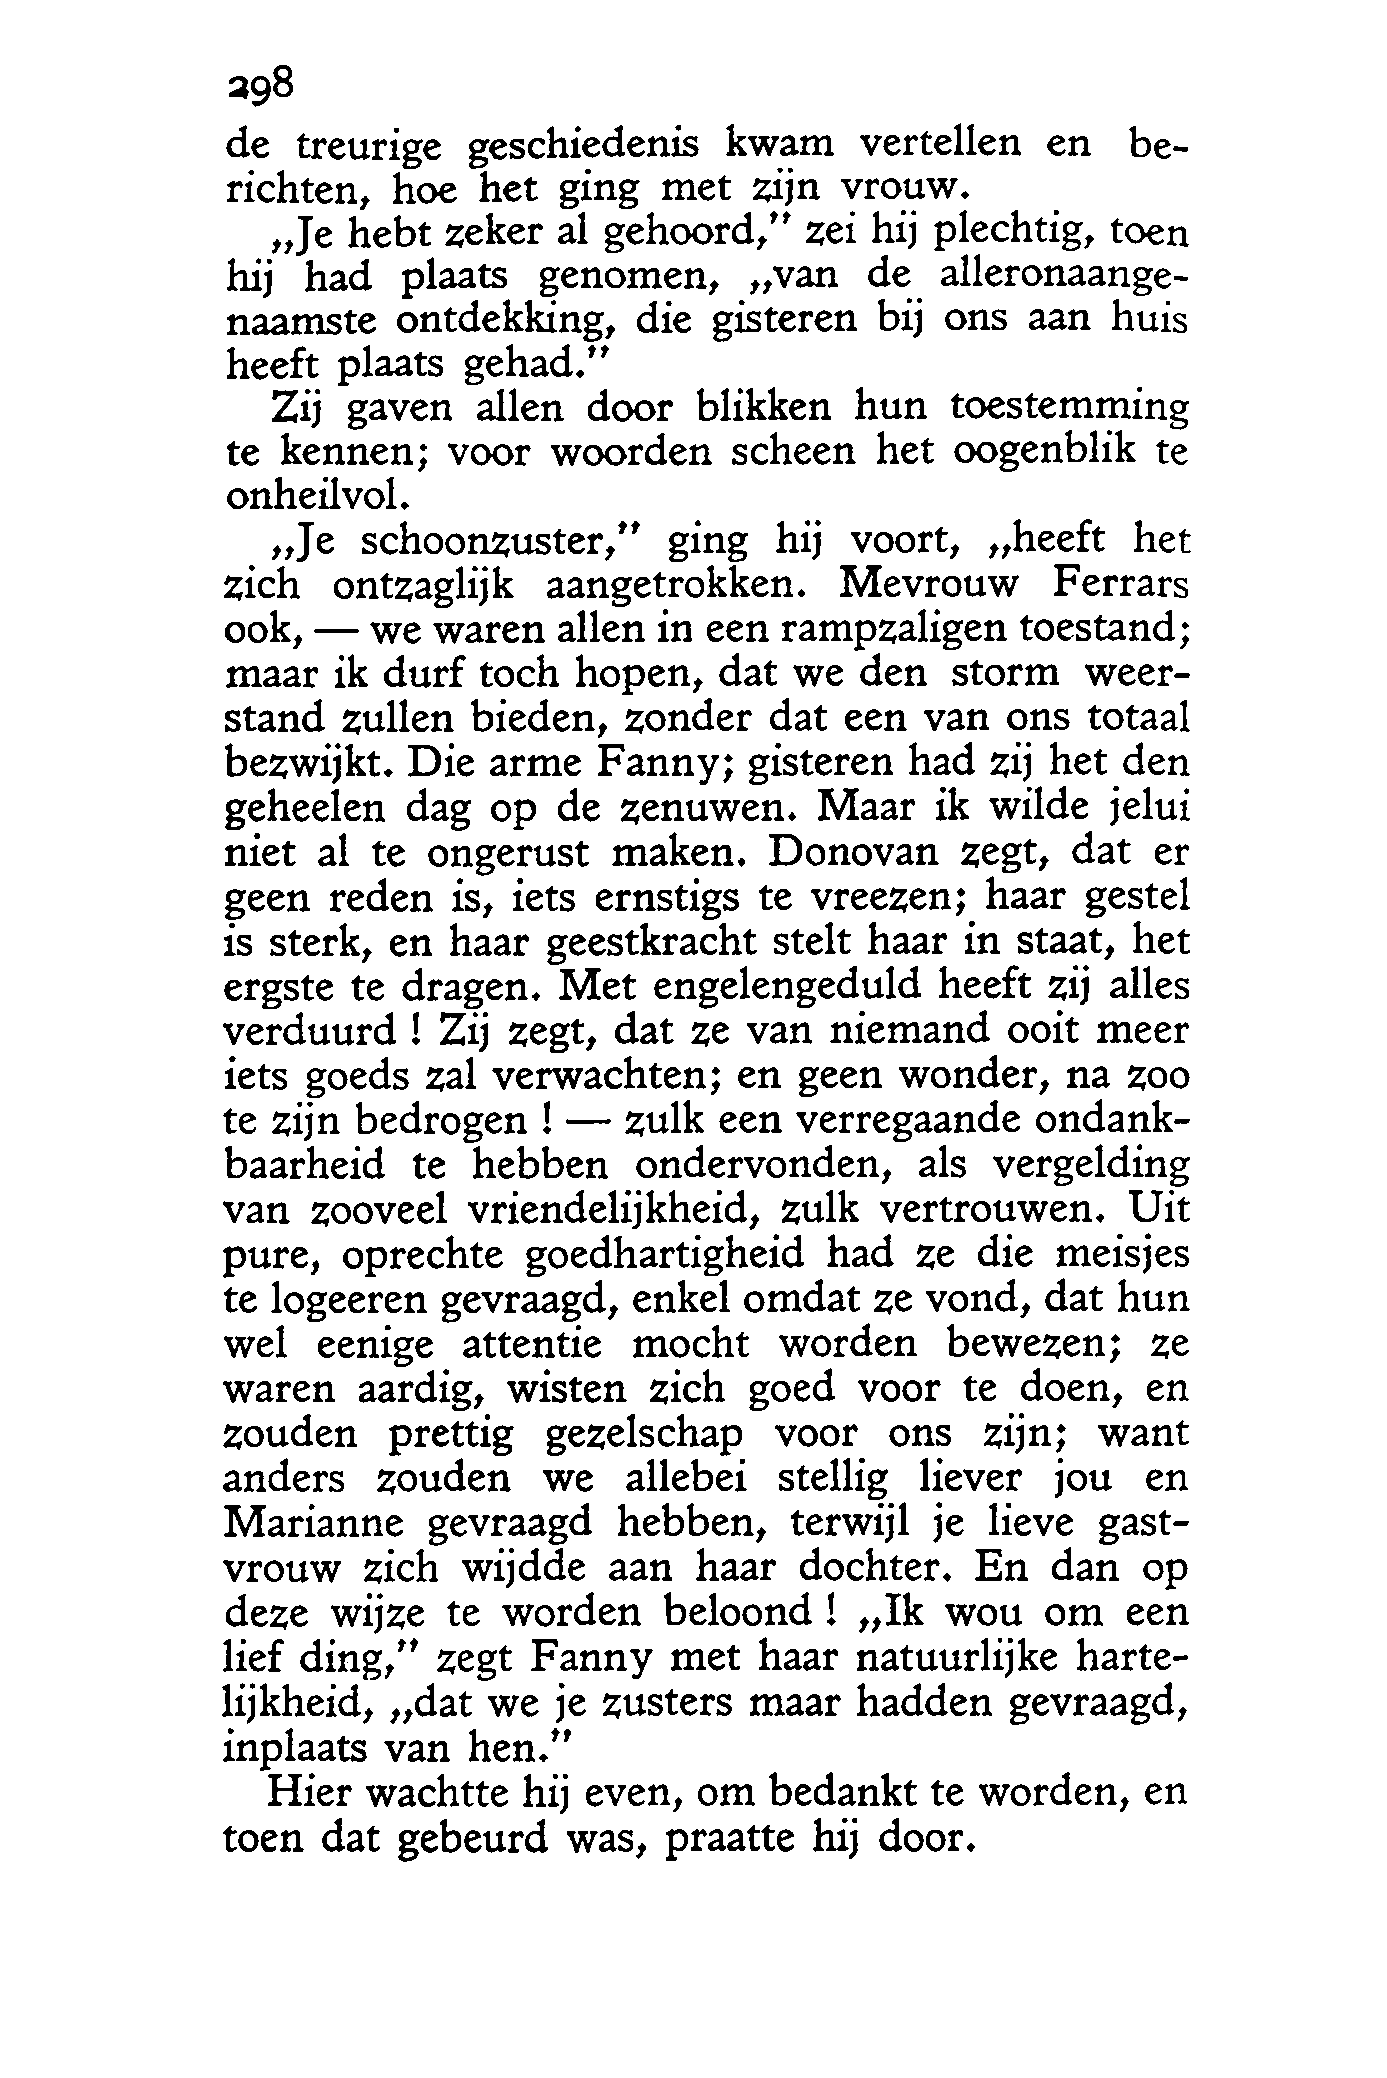 298
de treurige geschiedenis kwam vertellen en be-
richten, hoe het ging met zijn vrouw.
„Je hebt zeker al gehoord,” zei hij plechtig, toen
hij had plaats genomen, „van de alleronaange-
naamste ontdekking, die gisteren bij ons aan huis
heeft plaats gehad.”
Zij gaven allen door blikken hun toestemming
te kennen; voor woorden scheen het oogenblik te
onheilvol.
„Je schoonzuster,” ging hij voort, „heeft het
zich ontzaglijk aangetrokken. Mevrouw Ferrars
ook, — we waren allen in een rampzaligen toestand;
maar ik durf toch hopen, dat we den storm weer-
stand zullen bieden, zonder dat een van ons totaal
bezwijkt. Die arme Fanny; gisteren had zij het den
geheelen dag op de zenuwen. Maar ik wilde jelui
niet al te ongerust maken. Donovan zegt, dat er
geen reden is, iets ernstigs te vreezen; haar gestel
is sterk, en haar geestkracht stelt haar in staat, het
ergste te dragen. Met engelengeduld heeft zij alles
verduurd ! Zij zegt, dat ze van niemand ooit meer
iets goeds zal verwachten; en geen wonder, na zoo
te zijn bedrogen ! — zulk een verregaande ondank-
baarheid te hebben ondervonden, als vergelding
van zooveel vriendelijkheid, zulk vertrouwen. Uit
pure, oprechte goedhartigheid had ze die meisjes
te logeeren gevraagd, enkel omdat ze vond, dat hun
wel eenige attentie mocht worden bewezen; ze
waren aardig, wisten zich goed voor te doen, en
zouden prettig gezelschap voor ons zijn; want
anders zouden we allebei stellig liever jou en
Marianne gevraagd hebben, terwijl je lieve gast-
vrouw zich wijdde aan haar dochter. En dan op
deze wijze te worden beloond ! „Ik wou om een
lief ding,” zegt Fanny met haar natuurlijke harte-
lijkheid, „dat we je zusters maar hadden gevraagd,
inplaats van hen.”
Hier wachtte hij even, om bedankt te worden, en
toen dat gebeurd was, praatte hij door.